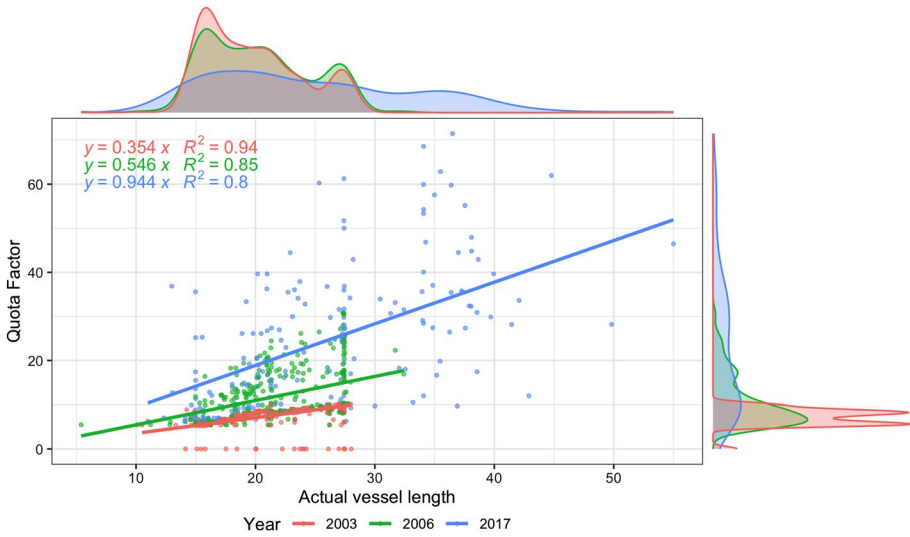 y = 0.354 x R² = 0.94
y = 0.546 x R² = 0.85
y = 0.944 x R² = 0.8
60
40
20
0
Quota Factor
10 20 30 40 50
Actual vessel length
Year 2003 2006 2017